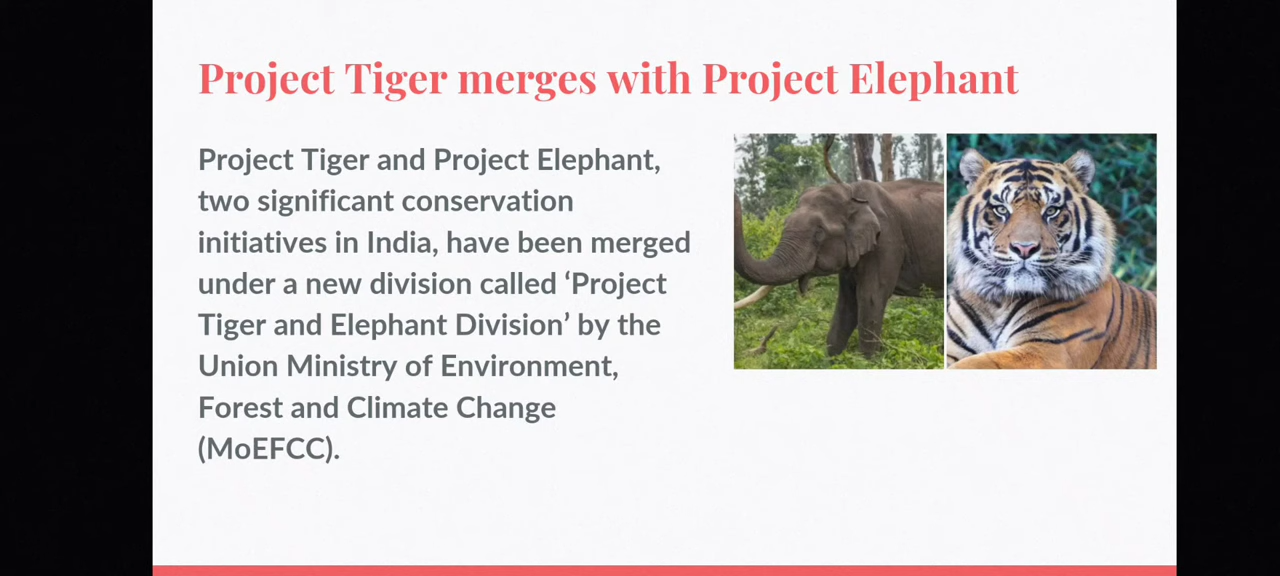 Project Tiger merges with Project Elephant
Project Tiger and Project Elephant,
two significant conservation
initiatives in India, have been merged
under a new division called ‘Project
Tiger and Elephant Division’ by the
Union Ministry of Environment,
Forest and Climate Change
(MoEFCC).